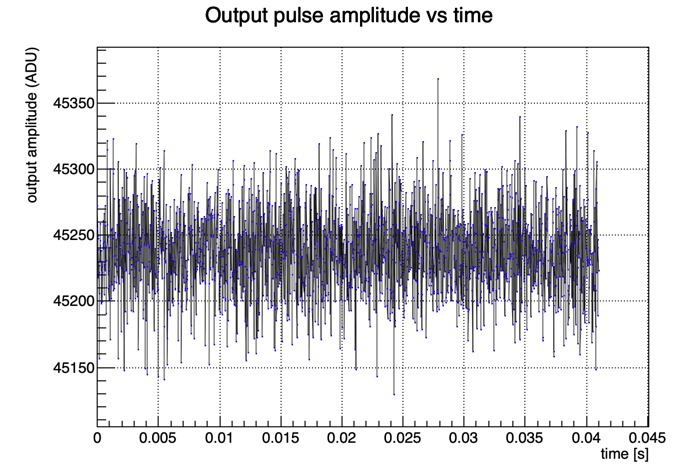 Output pulse amplitude vs time
output amplitude (ADU)
45350
45300
45250
45200
45150
0 0.005 0.01 0.015 0.02 0.025 0.03 0.035 0.04 0.045
time [s]